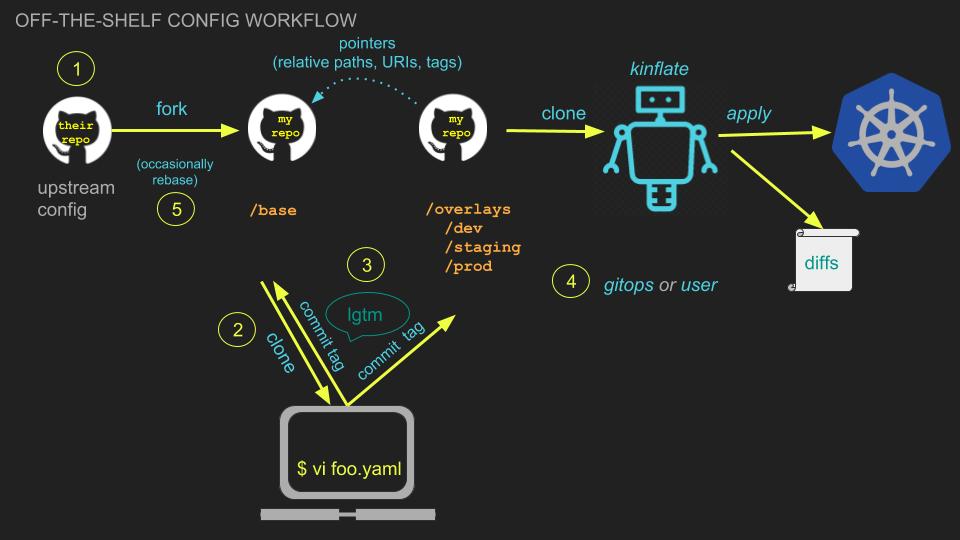 OFF-THE-SHELF CONFIG WORKFLOW
pointers
(relative paths, URIs, tags)
1
their
repo
fork
my
repo
my
repo
clone
kinflate
apply
upstream
config
(occasionally
rebase)
5
/base
/overlays
/dev
/staging
/prod
diffs
3
4
gitops or user
2
clone
commit tag
lgtm
commit tag
$ vi foo.yaml